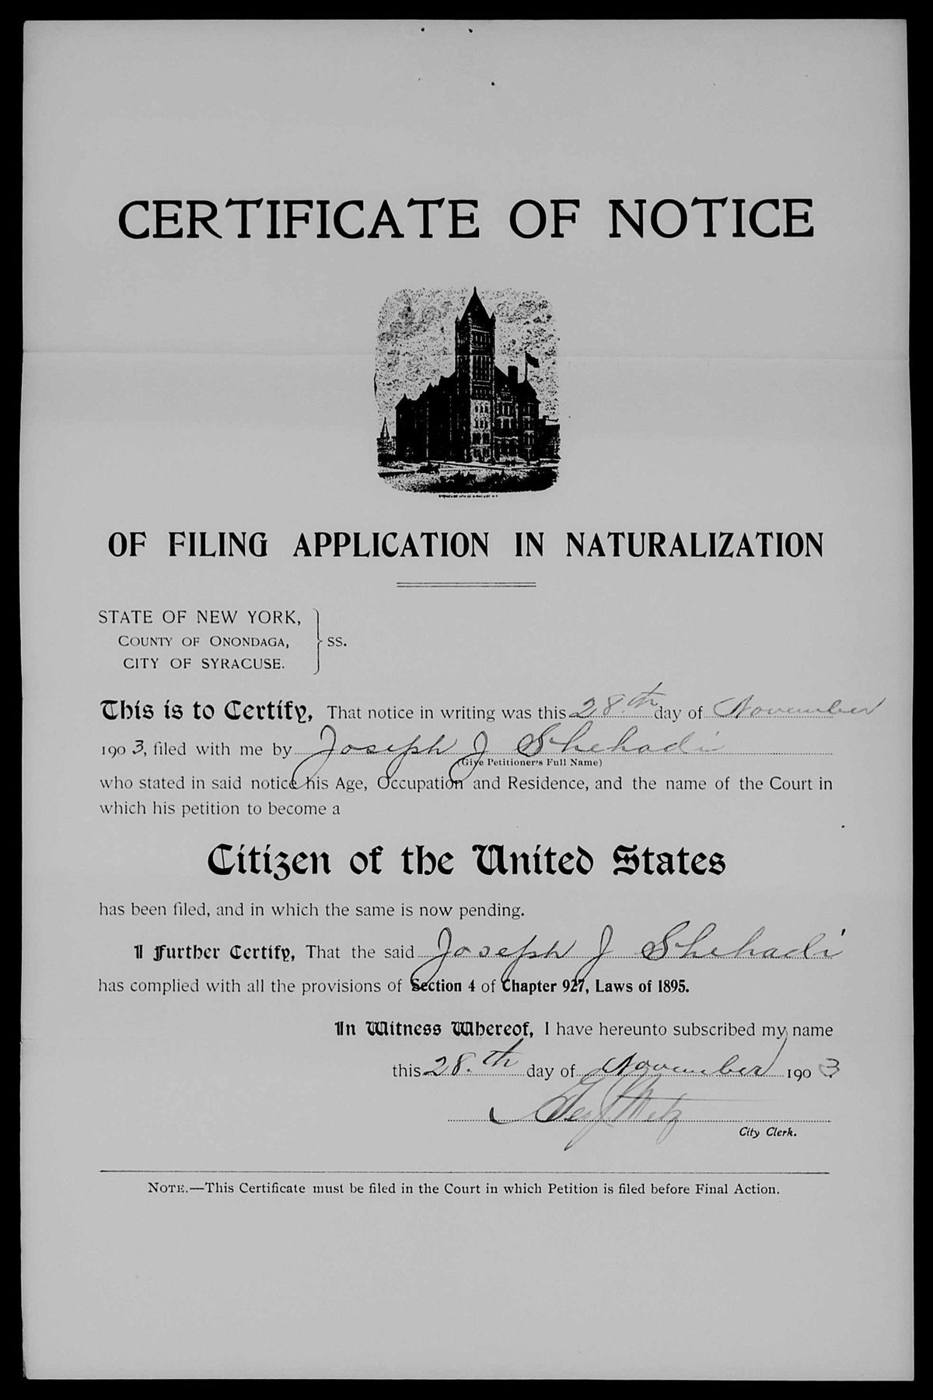 CERTIFICATE OF NOTICE
OF FILING APPLICATION IN NATURALIZATION
STATE OF NEW YORK,
COUNTY OF ONONDAGA,
CITY OF SYRACUSE.
} ss.
This is to Certify, That notice in writing was this 28.th day of November
1903, filed with me by Joseph J Shehadi
(Give Petitioner's Full Name)
who stated in said notice his Age, Occupation and Residence, and the name of the Court in
which his petition to become a
Citizen of the United States
has been filed, and in which the same is now pending.
I Further Certify, That the said Joseph J Shehadi
has complied with all the provisions of Section 4 of Chapter 927, Laws of 1895.
In Witness Whereof, I have hereunto subscribed my name
this 28.th day of November 1903
City Clerk.
NOTE.—This Certificate must be filed in the Court in which Petition is filed before Final Action.